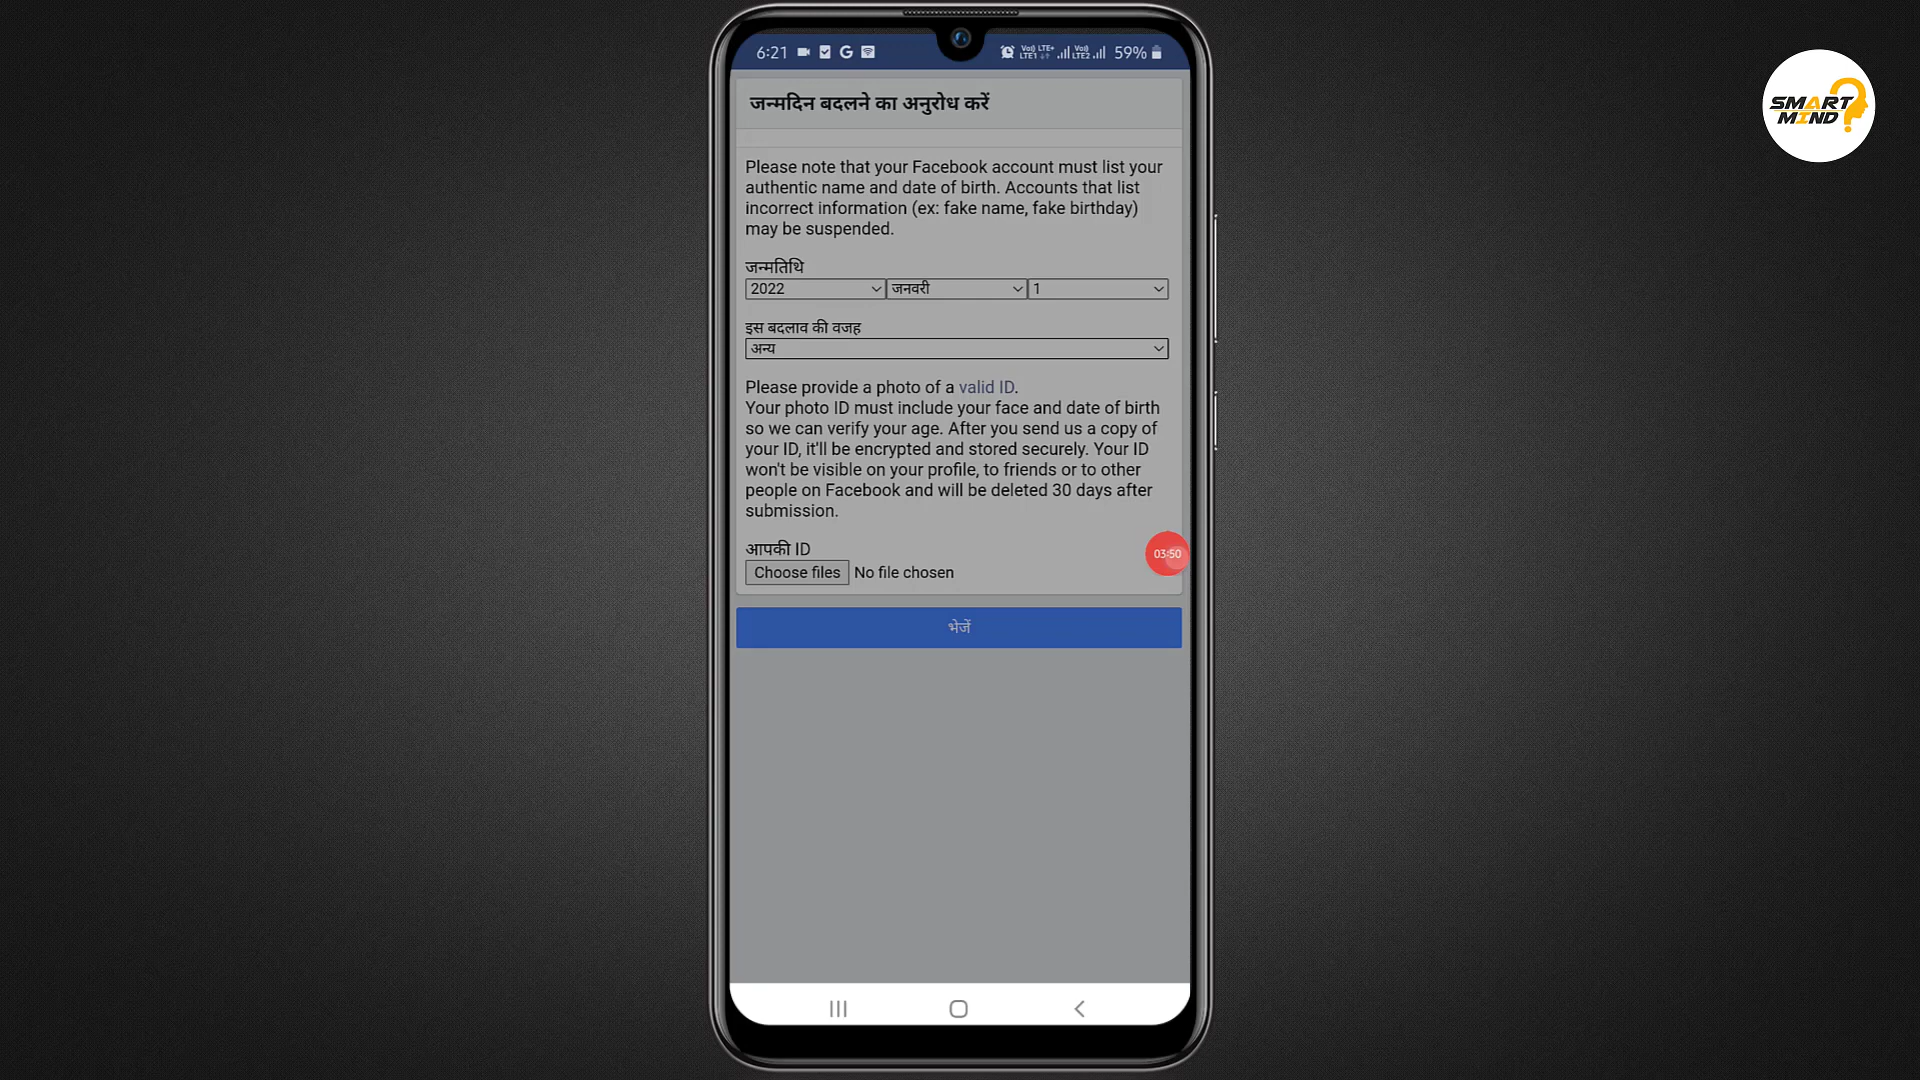 6:21
Vo)) LTE+ LTE1
Vo)) LTE2
59%
SMART MIND
जन्मदिन बदलने का अनुरोध करें
Please note that your Facebook account must list your
authentic name and date of birth. Accounts that list
incorrect information (ex: fake name, fake birthday)
may be suspended.
जन्मतिथि
2022 जनवरी 1
इस बदलाव की वजह
अन्य
Please provide a photo of a valid ID.
Your photo ID must include your face and date of birth
so we can verify your age. After you send us a copy of
your ID, it'll be encrypted and stored securely. Your ID
won't be visible on your profile, to friends or to other
people on Facebook and will be deleted 30 days after
submission.
03:50
आपकी ID
Choose files No file chosen
भेजें